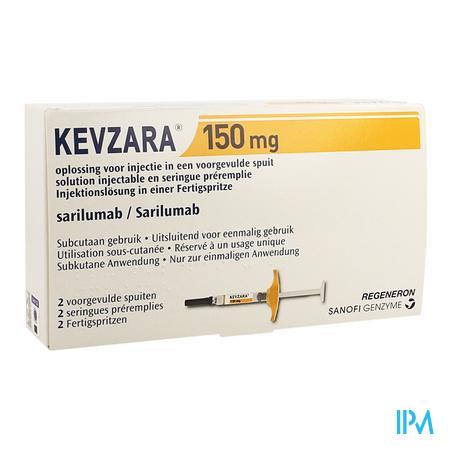 KEVZARA® 150 mg
oplossing voor injectie in een voorgevulde spuit
solution injectable en seringue préremplie
Injektionslösung in einer Fertigspritze
sarilumab / Sarilumab
Subcutaan gebruik - Uitsluitend voor eenmalig gebruik
Utilisation sous-cutanée - Réservé à un usage unique
Subkutane Anwendung - Nur zur einmaligen Anwendung
2 voorgevulde spuiten
2 seringues préremplies
2 Fertigspritzen
KEVZARA
150 mg
REGENERON
SANOFI GENZYME
IPM